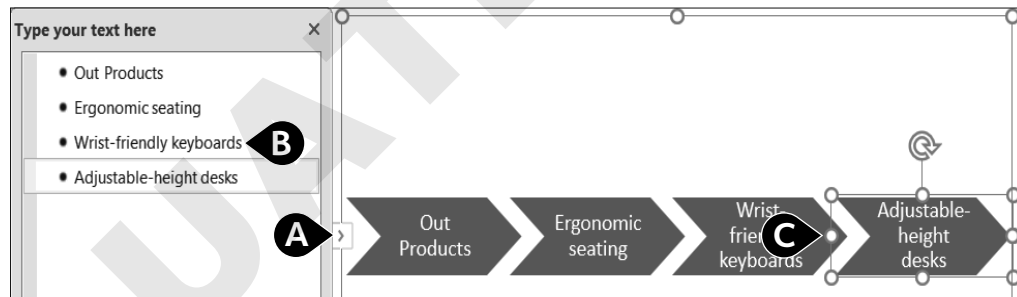 Type your text here
Out Products
Ergonomic seating
Wrist-friendly keyboards
B
Adjustable-height desks
A
Out
Products
Ergonomic
seating
Wrist-
friendly
keyboards
C
Adjustable-
height
desks